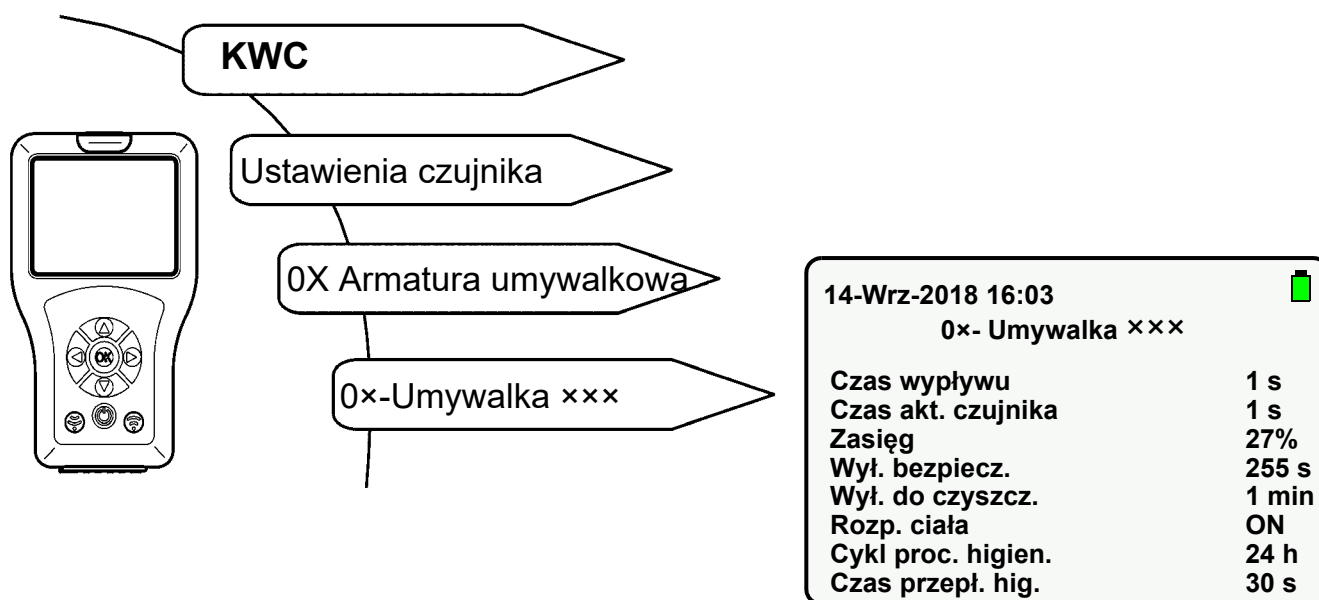 KWC
Ustawienia czujnika
0X Armatura umywalkowa
0×-Umywalka ×××
OK
14-Wrz-2018 16:03
0×- Umywalka ×××
Czas wypływu 1 s
Czas akt. czujnika 1 s
Zasięg 27%
Wył. bezpiecz. 255 s
Wył. do czyszcz. 1 min
Rozp. ciała ON
Cykl proc. higien. 24 h
Czas przepł. hig. 30 s